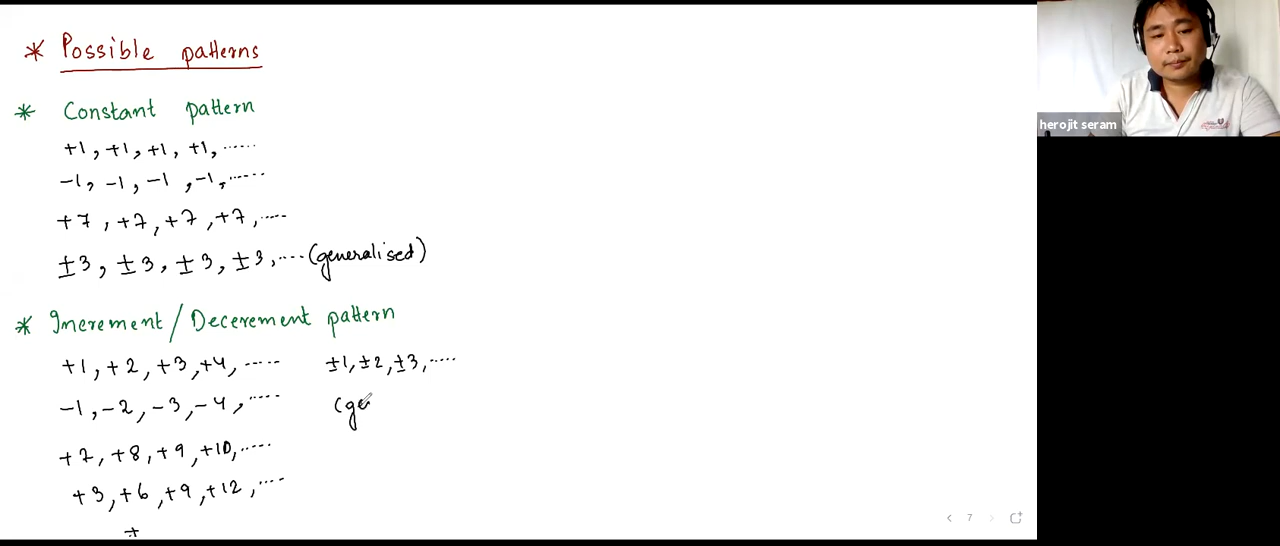 * Possible patterns
* Constant pattern
+1, +1, +1, +1, ......
-1, -1, -1, -1, ......
+7, +7, +7, +7, .....
±3, ±3, ±3, ±3, .... (generalised)
* Increment / Decerement pattern
+1, +2, +3, +4, ..... ±1, ±2, ±3, .....
-1, -2, -3, -4, ..... (ge
+7, +8, +9, +10, .....
+3, +6, +9, +12, ....
+
herojit seram
< 7 >